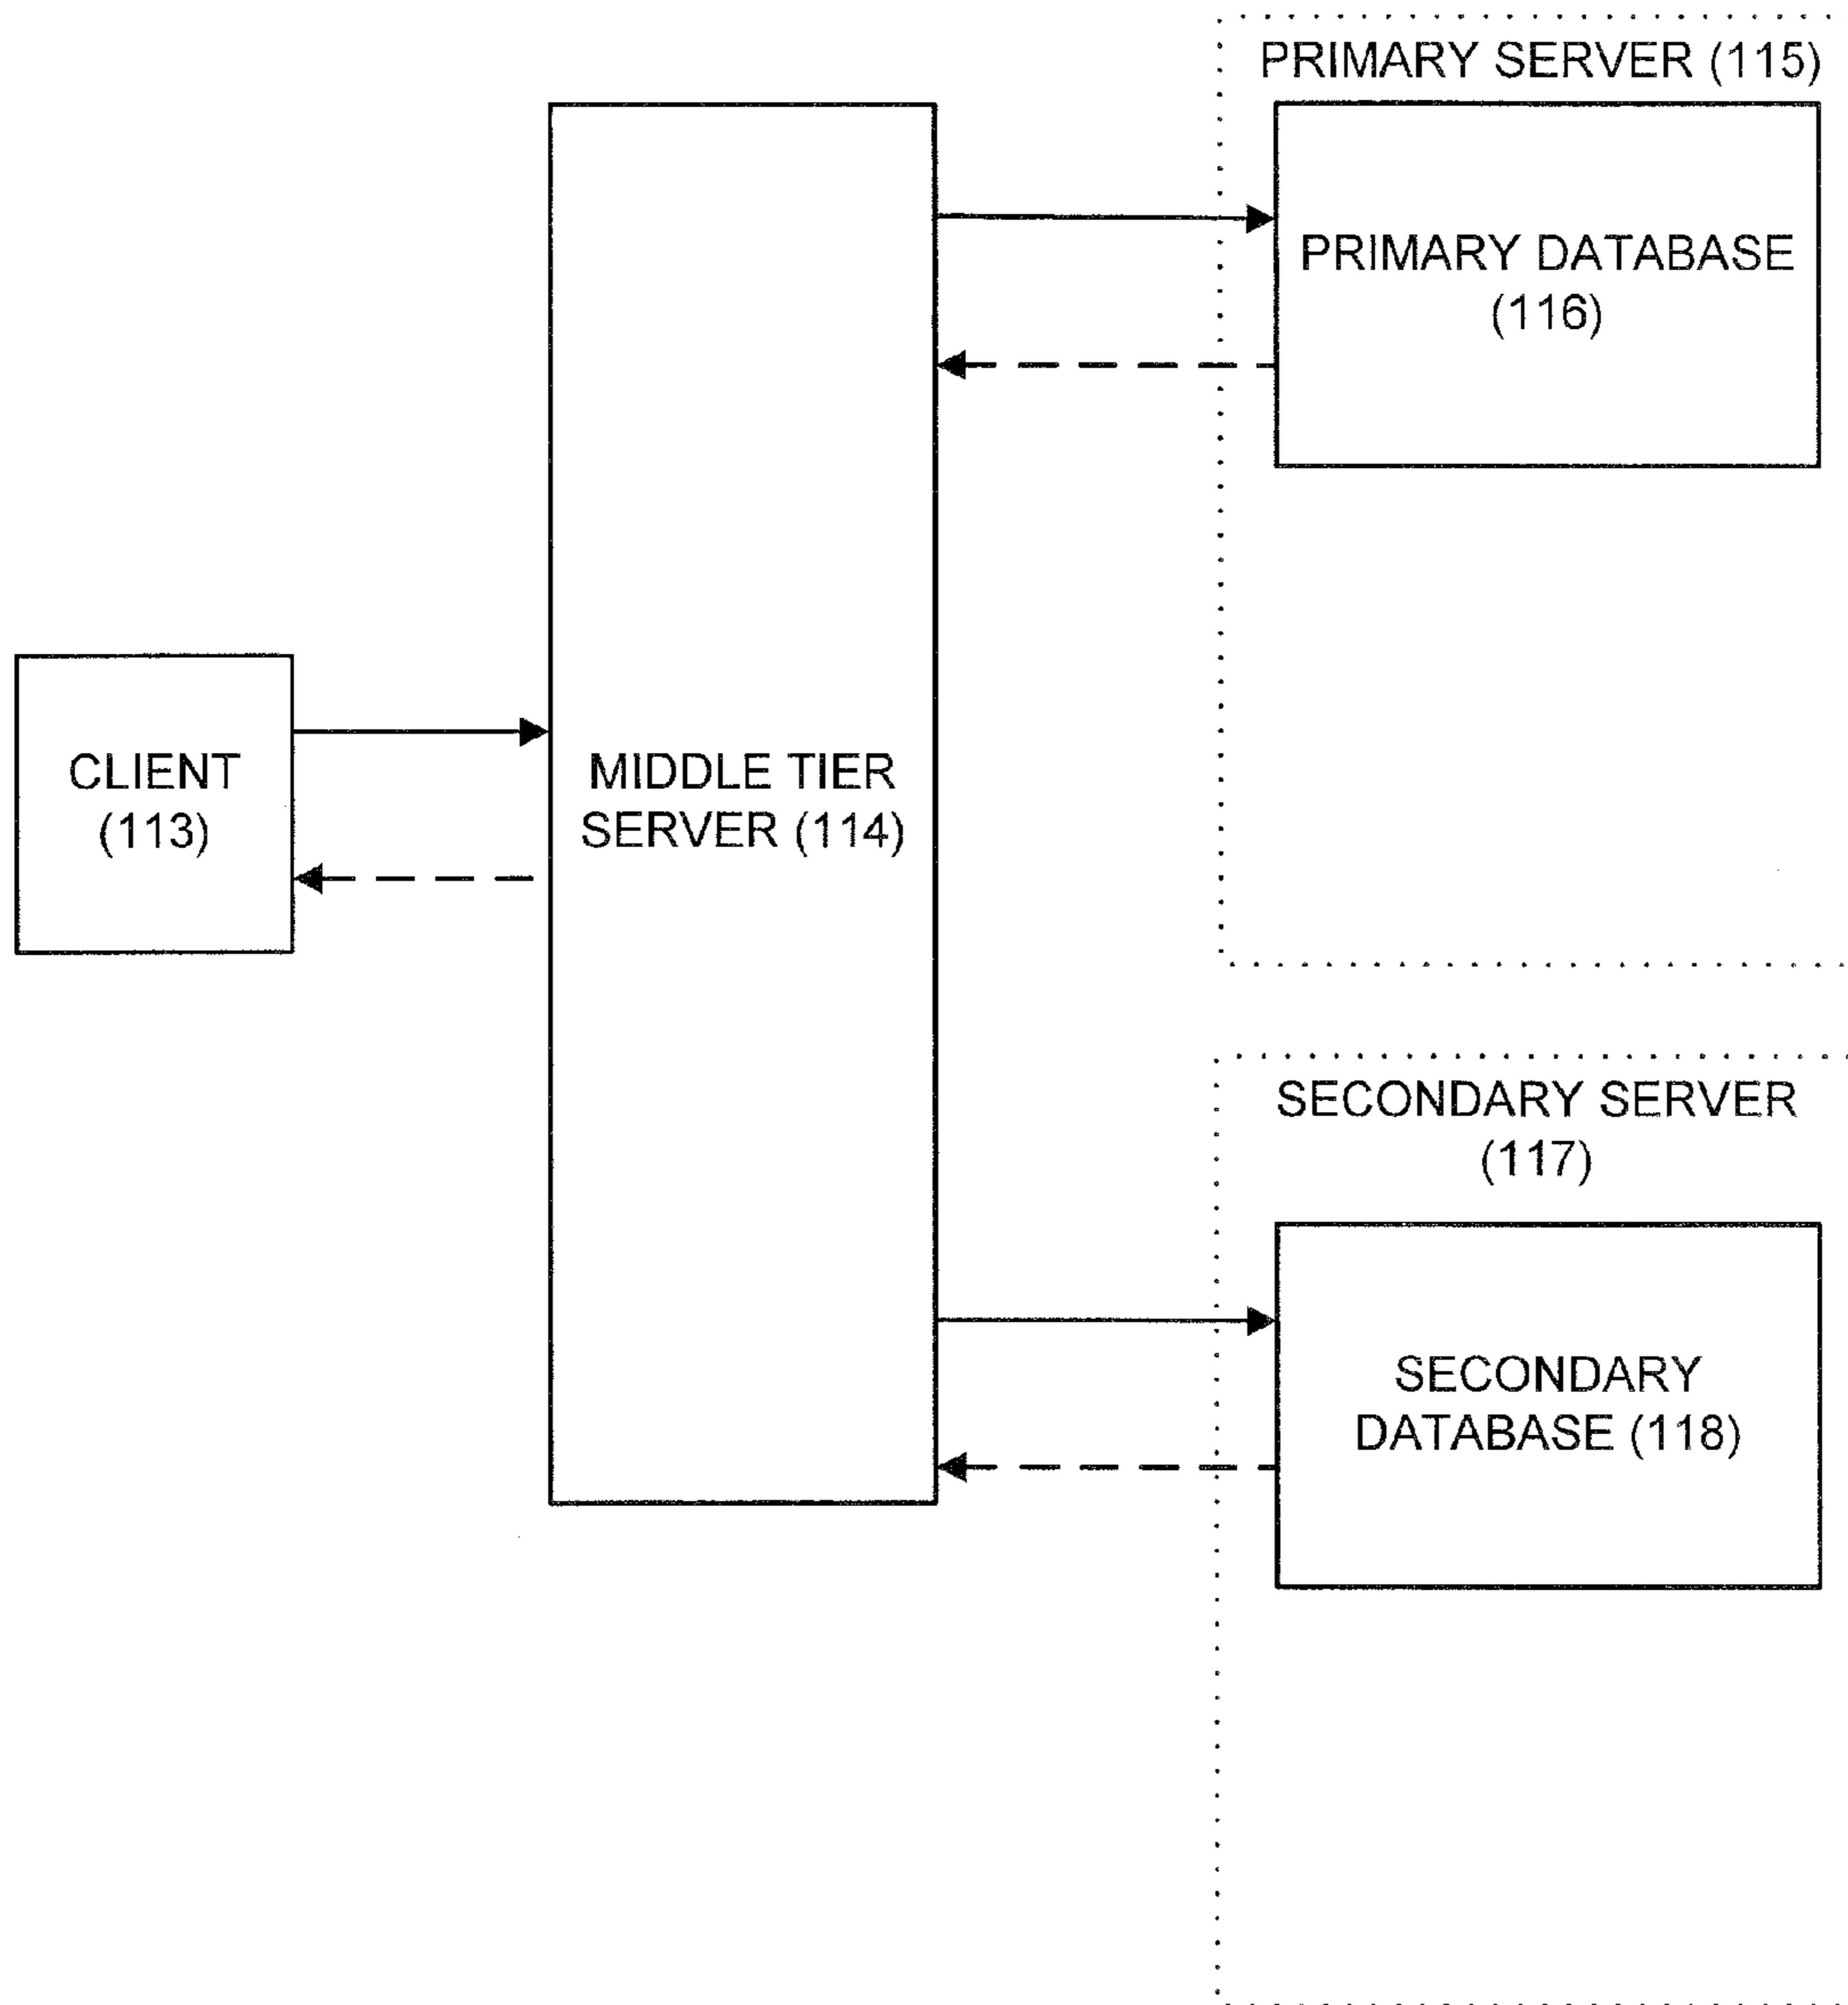 PRIMARY SERVER (115)
PRIMARY DATABASE
(116)
CLIENT
(113)
MIDDLE TIER
SERVER (114)
SECONDARY SERVER
(117)
SECONDARY
DATABASE (118)